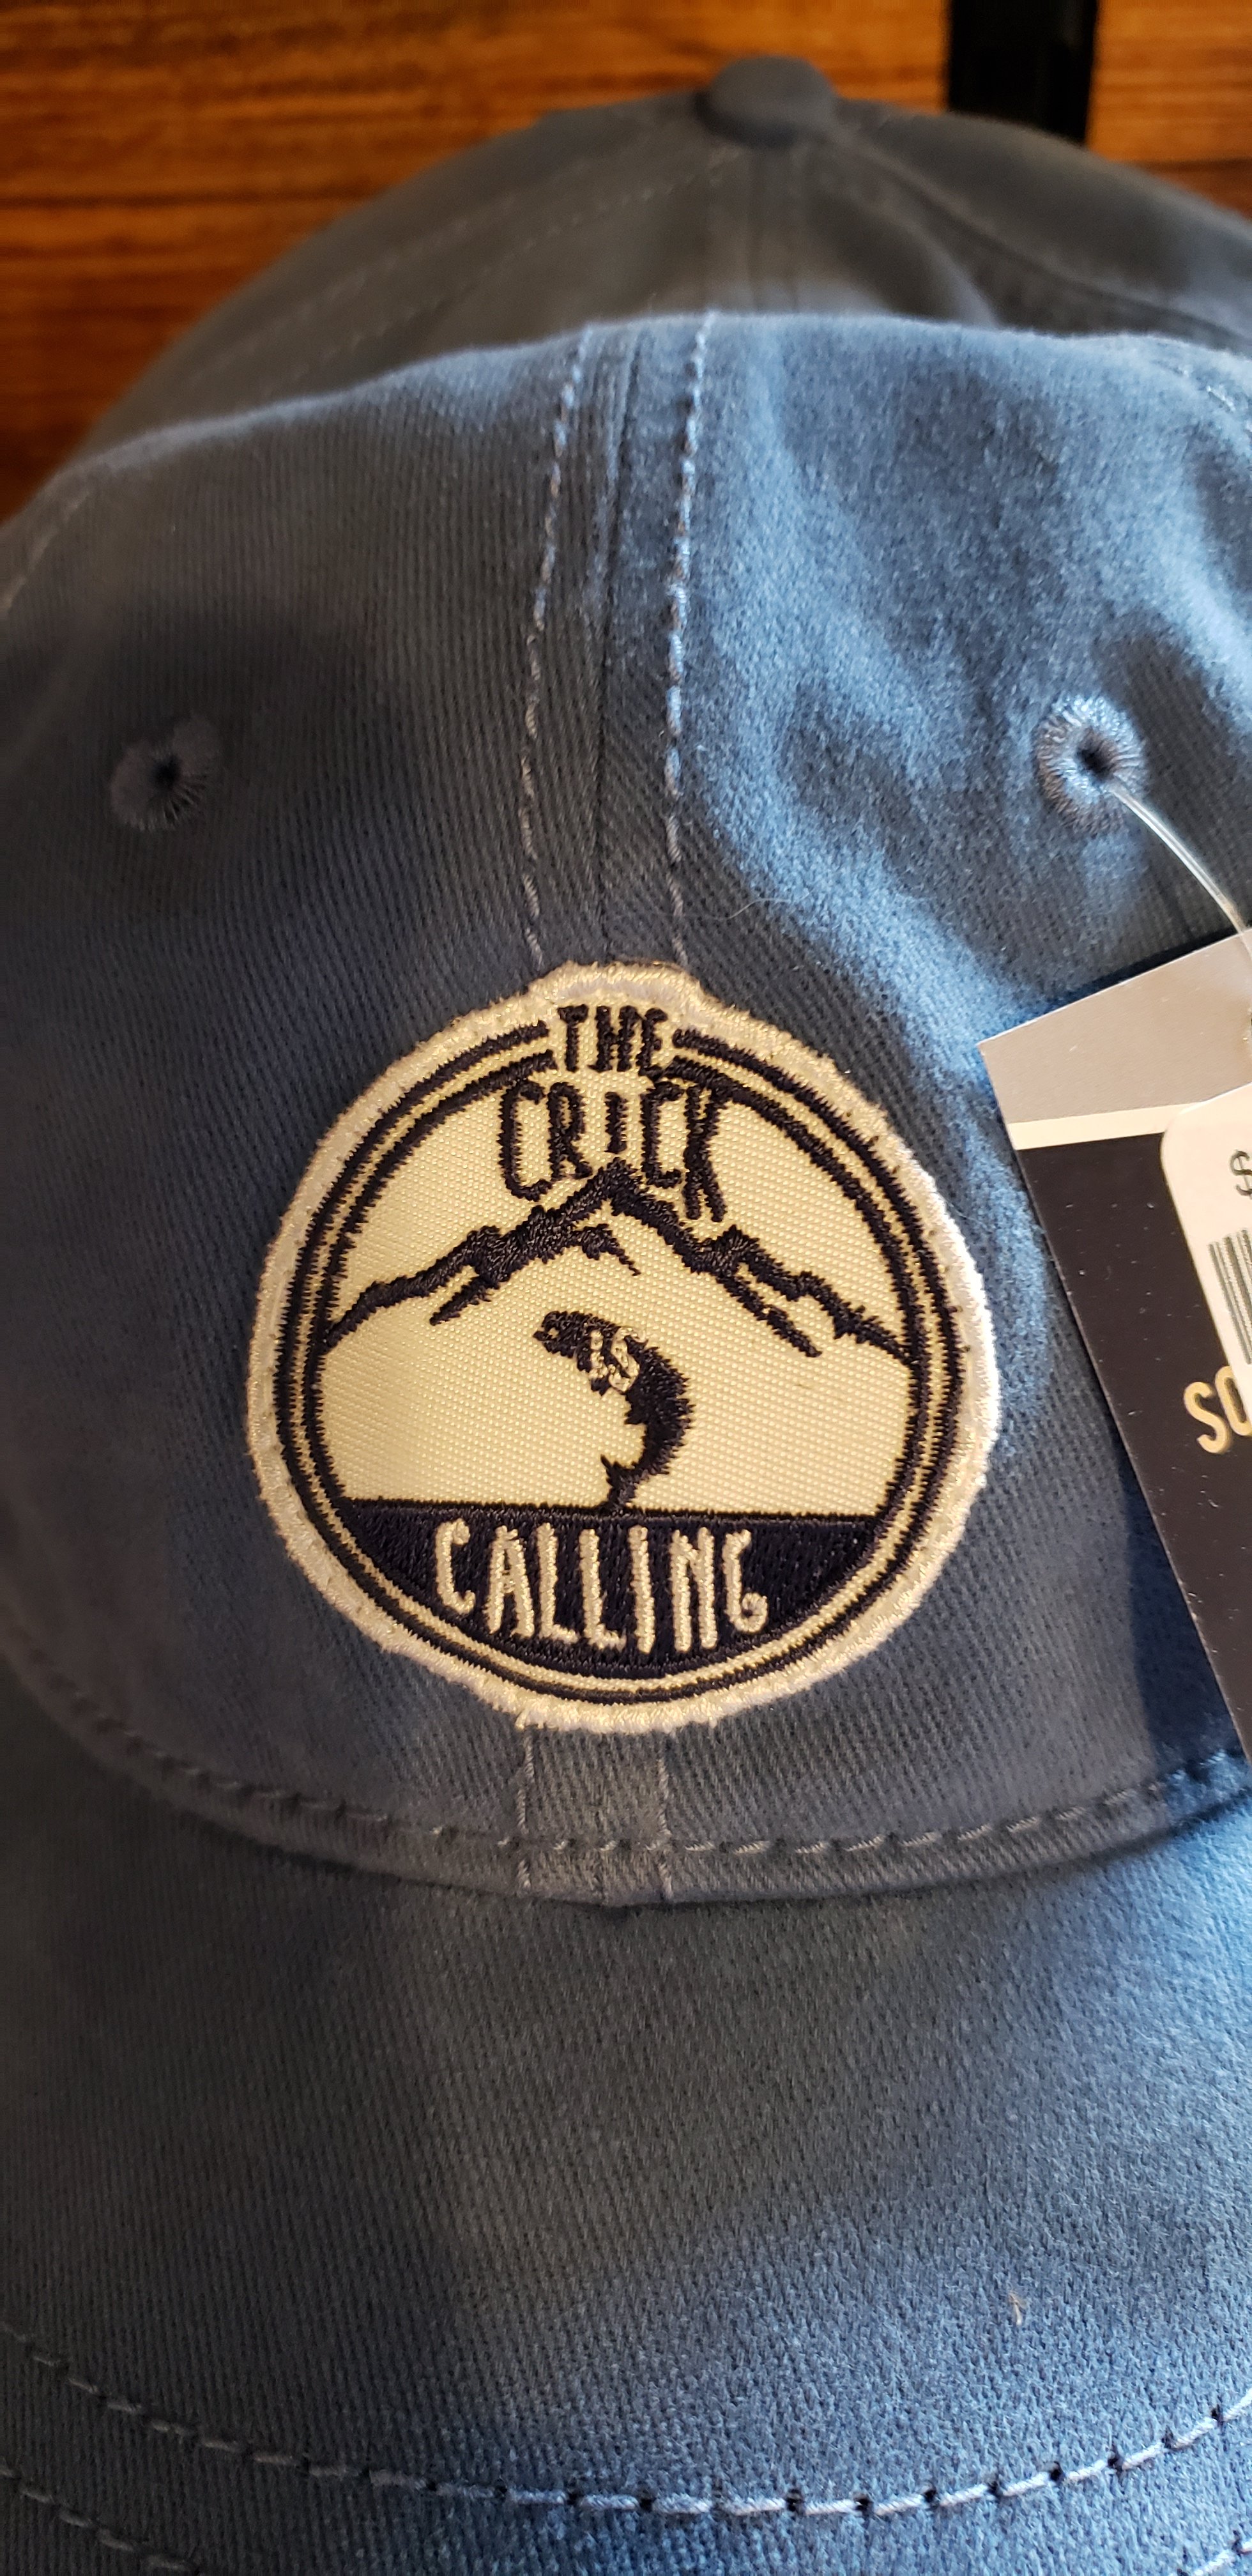 THE
CRICK
IS
CALLING
$